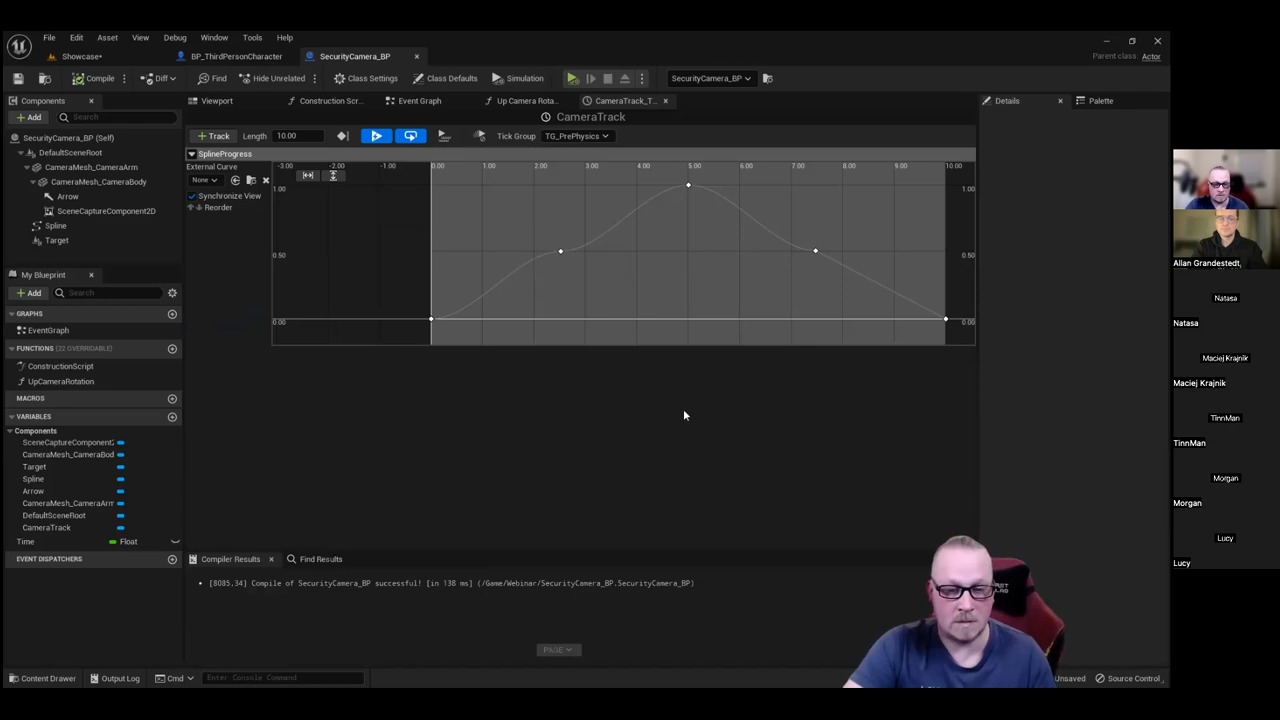 File Edit Asset View Debug Window Tools Help
Showcase* BP_ThirdPersonCharacter SecurityCamera_BP
Parent class: Actor
Compile Diff Find Hide Unrelated Class Settings Class Defaults Simulation SecurityCamera_BP
Components
Add Search
SecurityCamera_BP (Self)
DefaultSceneRoot
CameraMesh_CameraArm
CameraMesh_CameraBody
Arrow
SceneCaptureComponent2D
Spline
Target
My Blueprint
Add Search
GRAPHS
EventGraph
FUNCTIONS (22 OVERRIDABLE)
ConstructionScript
UpCameraRotation
MACROS
VARIABLES
Components
SceneCaptureComponent2
CameraMesh_CameraBod
Target
Spline
Arrow
CameraMesh_CameraArm
DefaultSceneRoot
CameraTrack
Time Float
EVENT DISPATCHERS
Viewport Construction Scr... Event Graph Up Camera Rota... CameraTrack_T...
CameraTrack
Track Length 10.00 Tick Group TG_PrePhysics
SplineProgress
External Curve
None
Synchronize View
Reorder
-3.00 -2.00 -1.00 0.00 1.00 2.00 3.00 4.00 5.00 6.00 7.00 8.00 9.00 10.00
1.00 1.00
0.50 0.50
0.00 0.00
Details Palette
Compiler Results Find Results
[8085.34] Compile of SecurityCamera_BP successful! [in 138 ms] (/Game/Webinar/SecurityCamera_BP.SecurityCamera_BP)
PAGE
Content Drawer Output Log Cmd Enter Console Command
Unsaved Source Control
Allan Grandestedt,
Natasa
Natasa
Maciej Krajnik
Maciej Krajnik
TinnMan
TinnMan
Morgan
Morgan
Lucy
Lucy